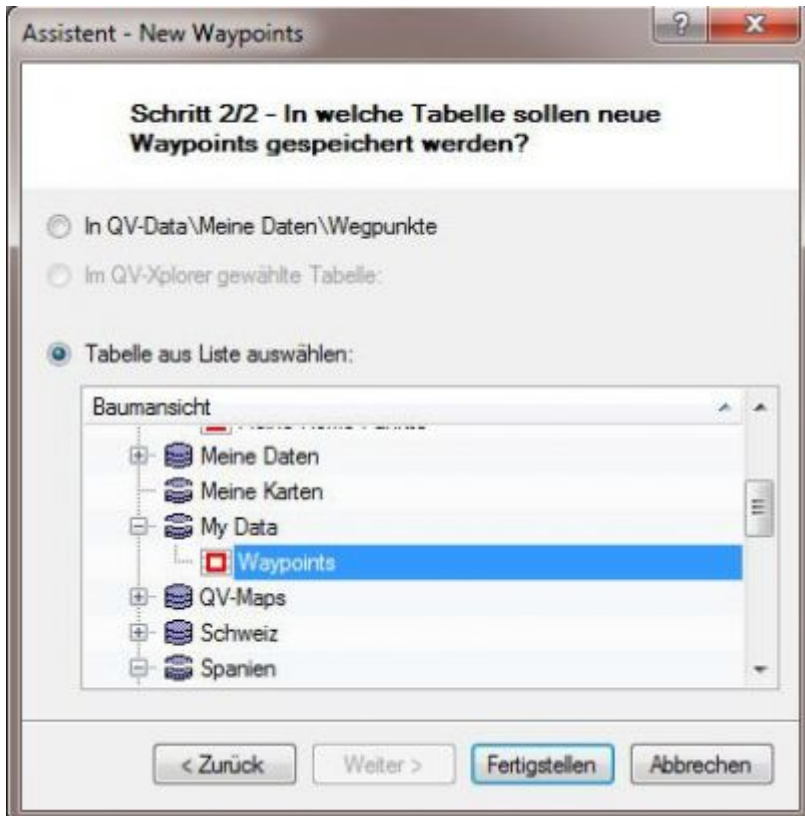 Assistent - New Waypoints
Schritt 2/2 - In welche Tabelle sollen neue
Waypoints gespeichert werden?
In QV-Data\Meine Daten\Wegpunkte
Im QV-Xplorer gewählte Tabelle:
Tabelle aus Liste auswählen:
Baumansicht
Meine Daten
Meine Karten
My Data
Waypoints
QV-Maps
Schweiz
Spanien
< Zurück
Weiter >
Fertigstellen
Abbrechen